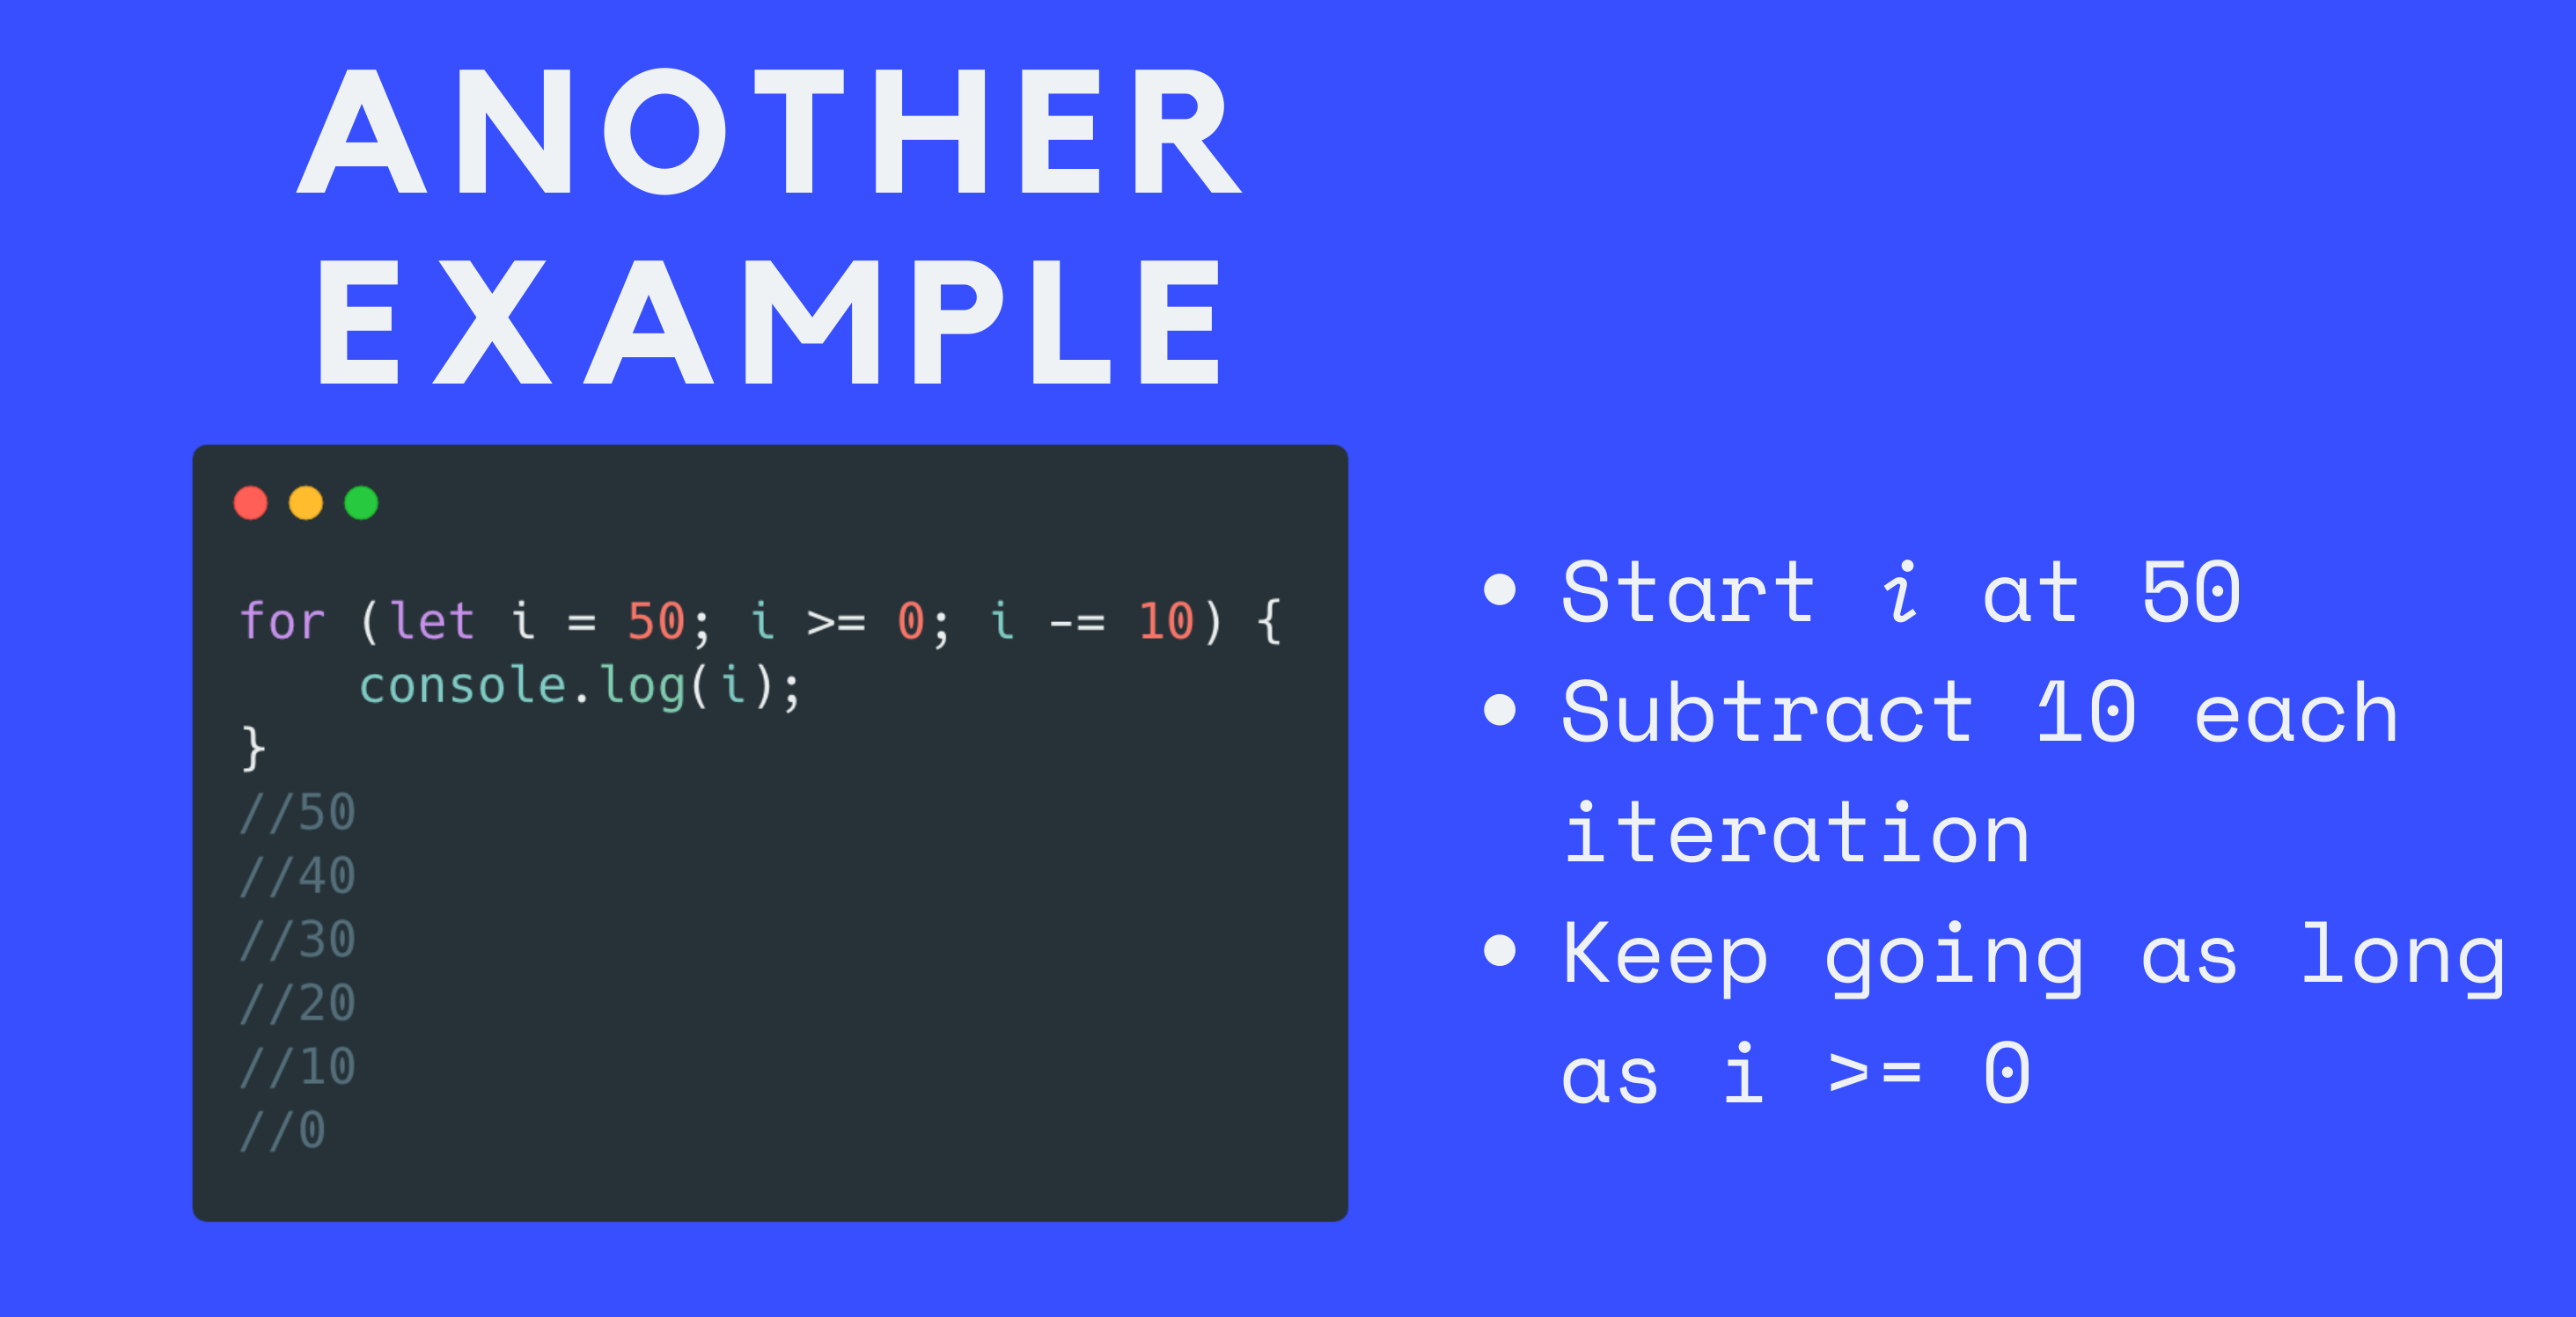 ANOTHER
EXAMPLE
for (let i = 50; i >= 0; i -= 10) {
    console.log(i);
}
//50
//40
//30
//20
//10
//0
• Start i at 50
• Subtract 10 each
iteration
• Keep going as long
as i >= 0